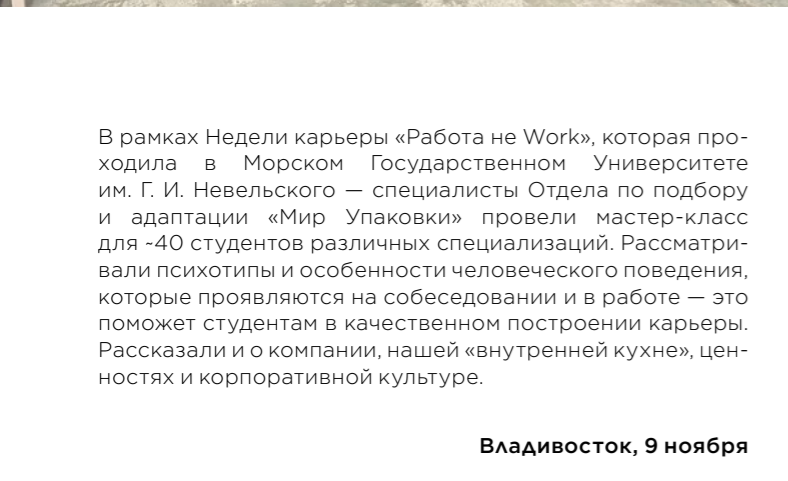 В рамках Недели карьеры «Работа не Work», которая про-
ходила в Морском Государственном Университете
им. Г. И. Невельского — специалисты Отдела по подбору
и адаптации «Мир Упаковки» провели мастер-класс
для ~40 студентов различных специализаций. Рассматри-
вали психотипы и особенности человеческого поведения,
которые проявляются на собеседовании и в работе — это
поможет студентам в качественном построении карьеры.
Рассказали и о компании, нашей «внутренней кухне», цен-
ностях и корпоративной культуре.
Владивосток, 9 ноября